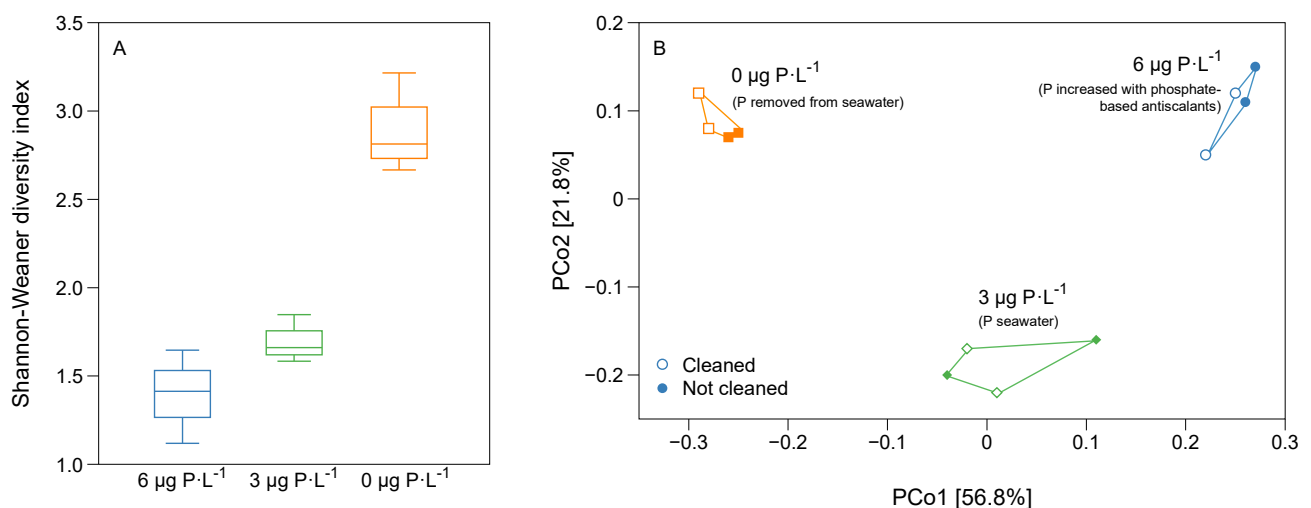 A
Shannon-Weaner diversity index
3.5
3.0
2.5
2.0
1.5
1.0
6 µg P·L⁻¹ 3 µg P·L⁻¹ 0 µg P·L⁻¹
B
PCo2 [21.8%]
0.2
0.1
0
−0.1
−0.2
0 µg P·L⁻¹
(P removed from seawater)
6 µg P·L⁻¹
(P increased with phosphate-
based antiscalants)
3 µg P·L⁻¹
(P seawater)
Cleaned
Not cleaned
−0.3 −0.2 −0.1 0 0.1 0.2 0.3
PCo1 [56.8%]